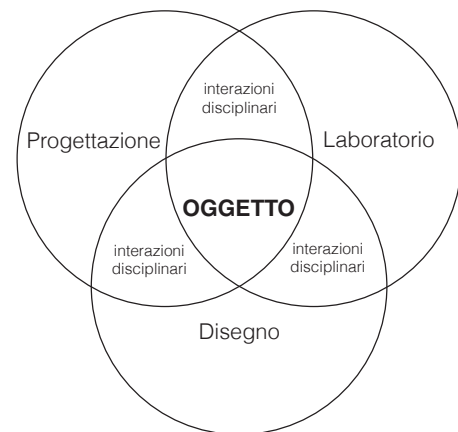 interazioni
disciplinari
Progettazione
Laboratorio
OGGETTO
interazioni
disciplinari
interazioni
disciplinari
Disegno